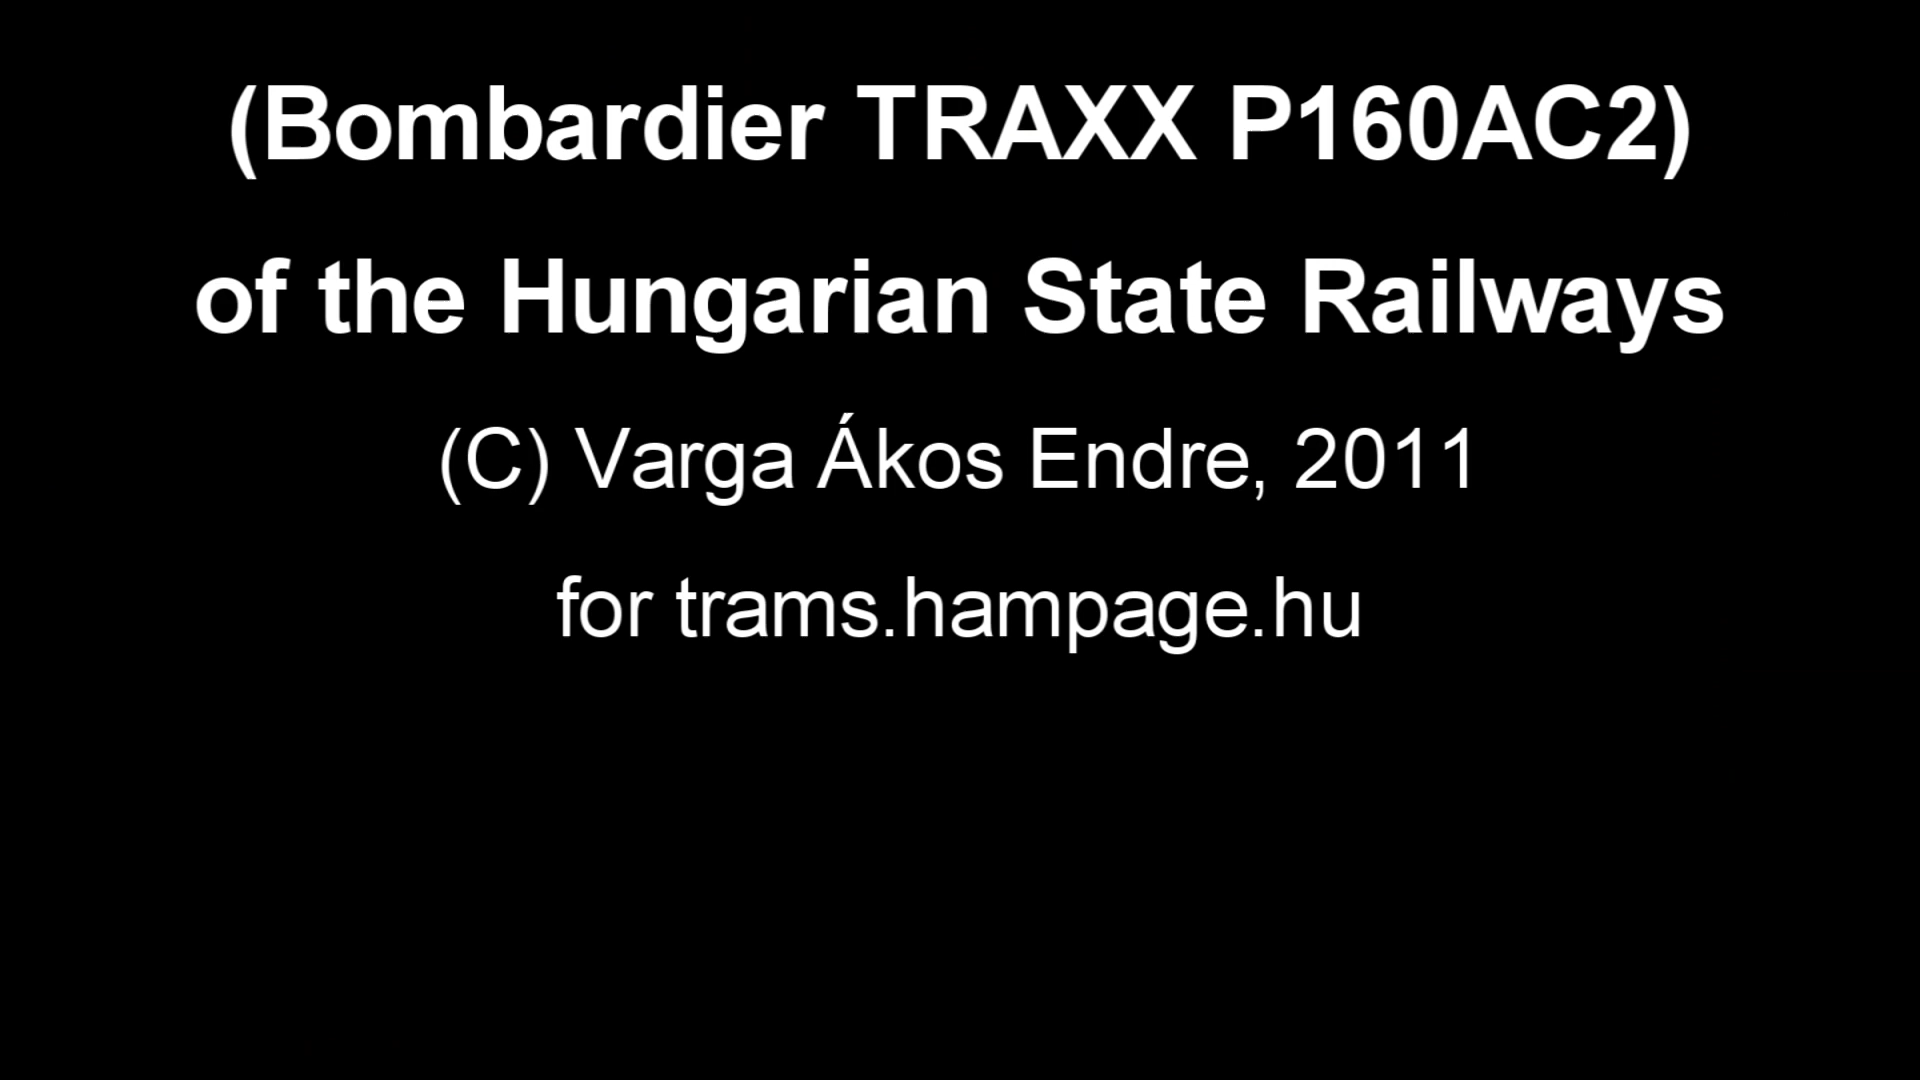 (Bombardier TRAXX P160AC2)
of the Hungarian State Railways
(C) Varga Ákos Endre, 2011
for trams.hampage.hu